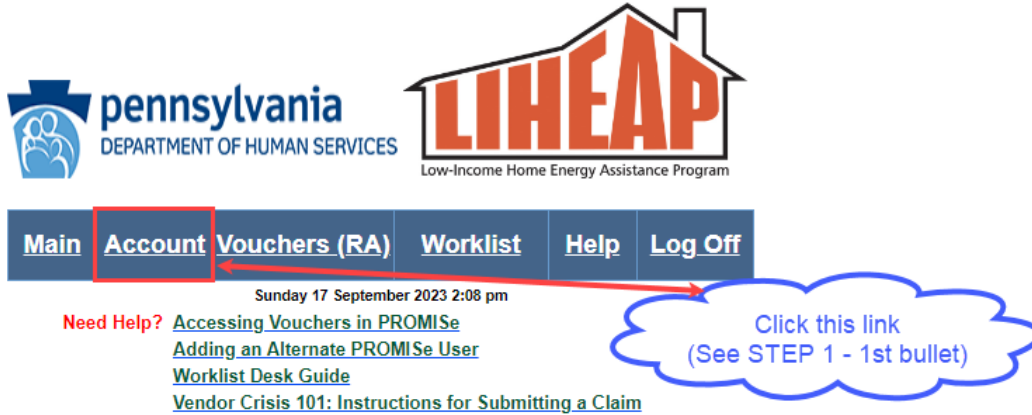 pennsylvania
DEPARTMENT OF HUMAN SERVICES
LIHEAP
Low-Income Home Energy Assistance Program
Main Account Vouchers (RA) Worklist Help Log Off
Sunday 17 September 2023 2:08 pm
Need Help? Accessing Vouchers in PROMISe
Adding an Alternate PROMISe User
Worklist Desk Guide
Vendor Crisis 101: Instructions for Submitting a Claim
Click this link
(See STEP 1 - 1st bullet)